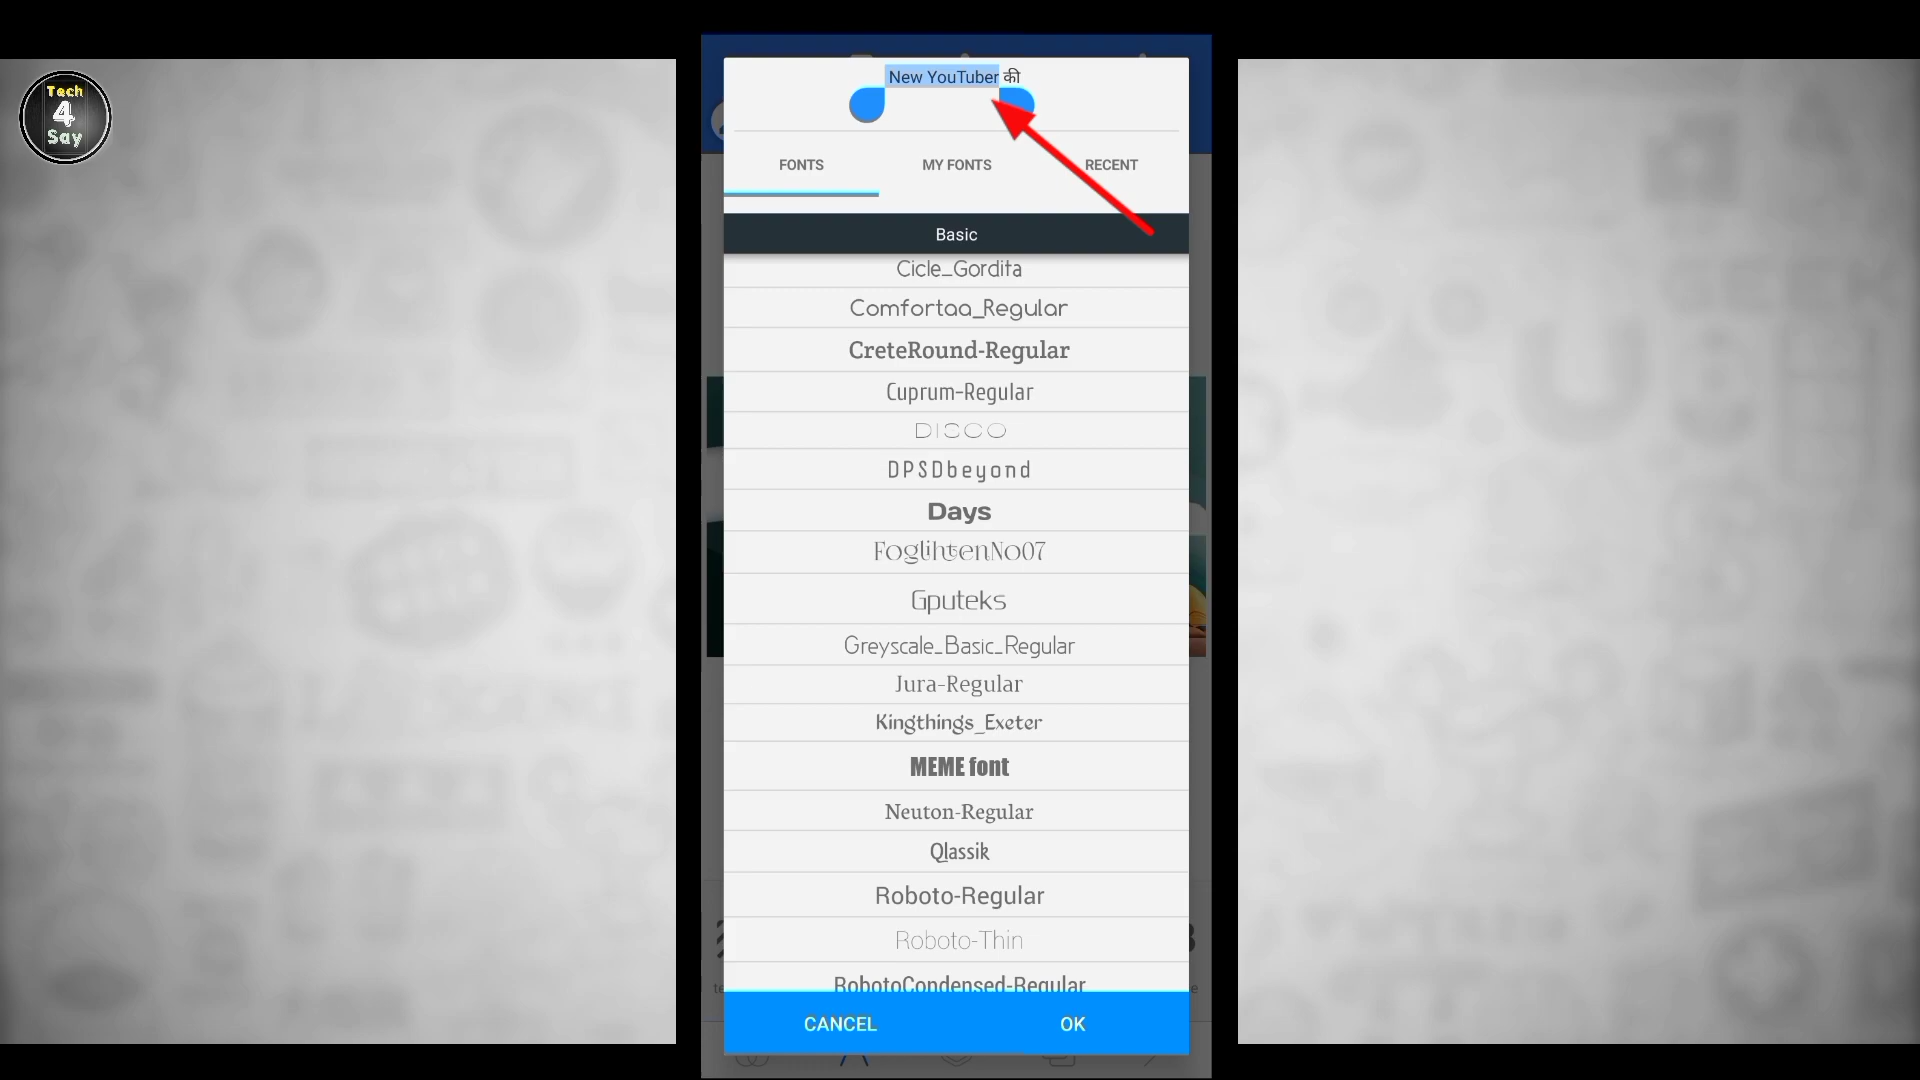 Tech
4
Say
New YouTuber की
FONTS
MY FONTS
RECENT
Basic
Cicle_Gordita
Comfortaa_Regular
CreteRound-Regular
Cuprum-Regular
DISCO
DPSDbeyond
Days
FoglihtenNo07
Gputeks
Greyscale_Basic_Regular
Jura-Regular
Kingthings_Exeter
MEME font
Neuton-Regular
Qlassik
Roboto-Regular
Roboto-Thin
RobotoCondensed-Regular
CANCEL
OK